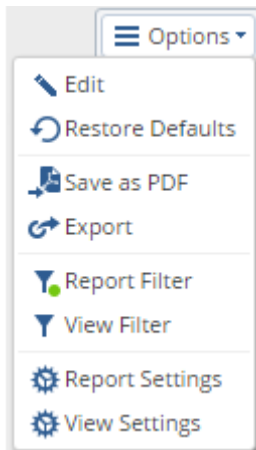 Options
Edit
Restore Defaults
Save as PDF
Export
Report Filter
View Filter
Report Settings
View Settings